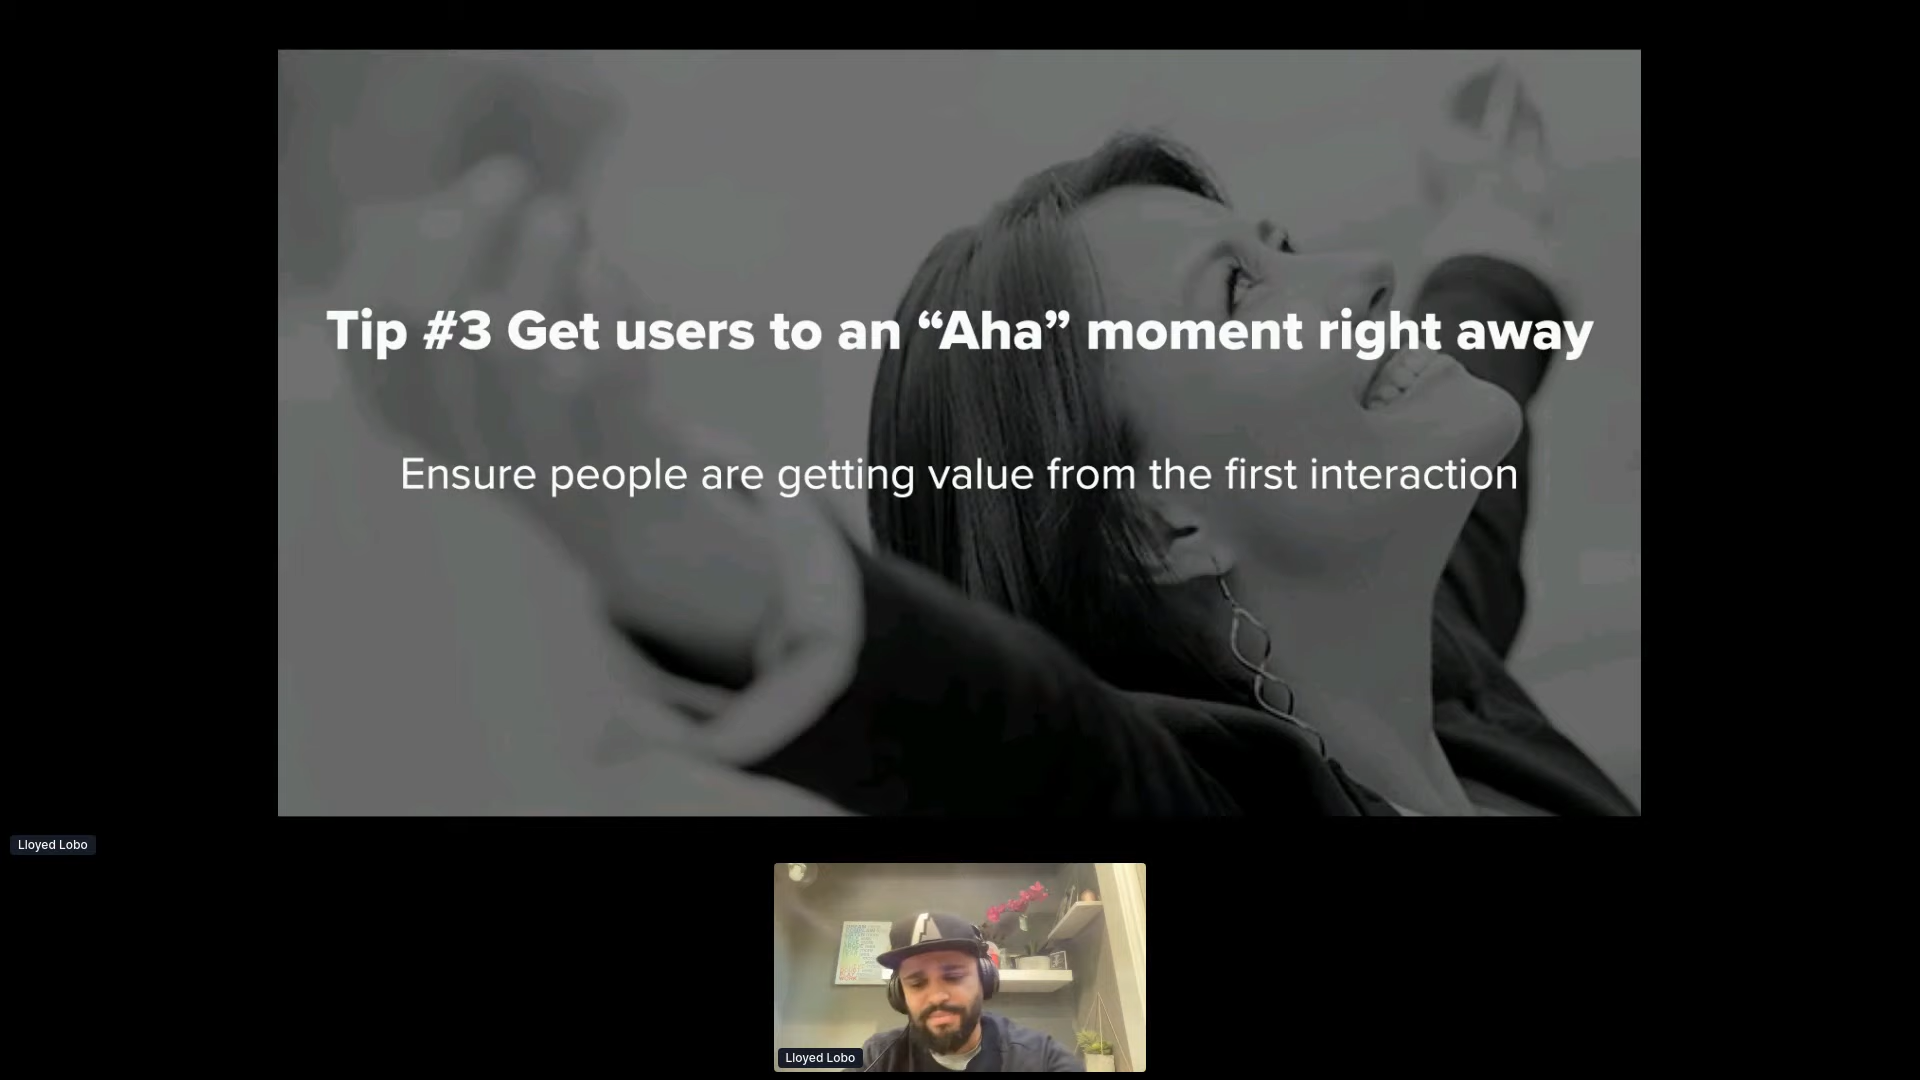 Tip #3 Get users to an “Aha” moment right away
Ensure people are getting value from the first interaction
Lloyed Lobo
Lloyed Lobo